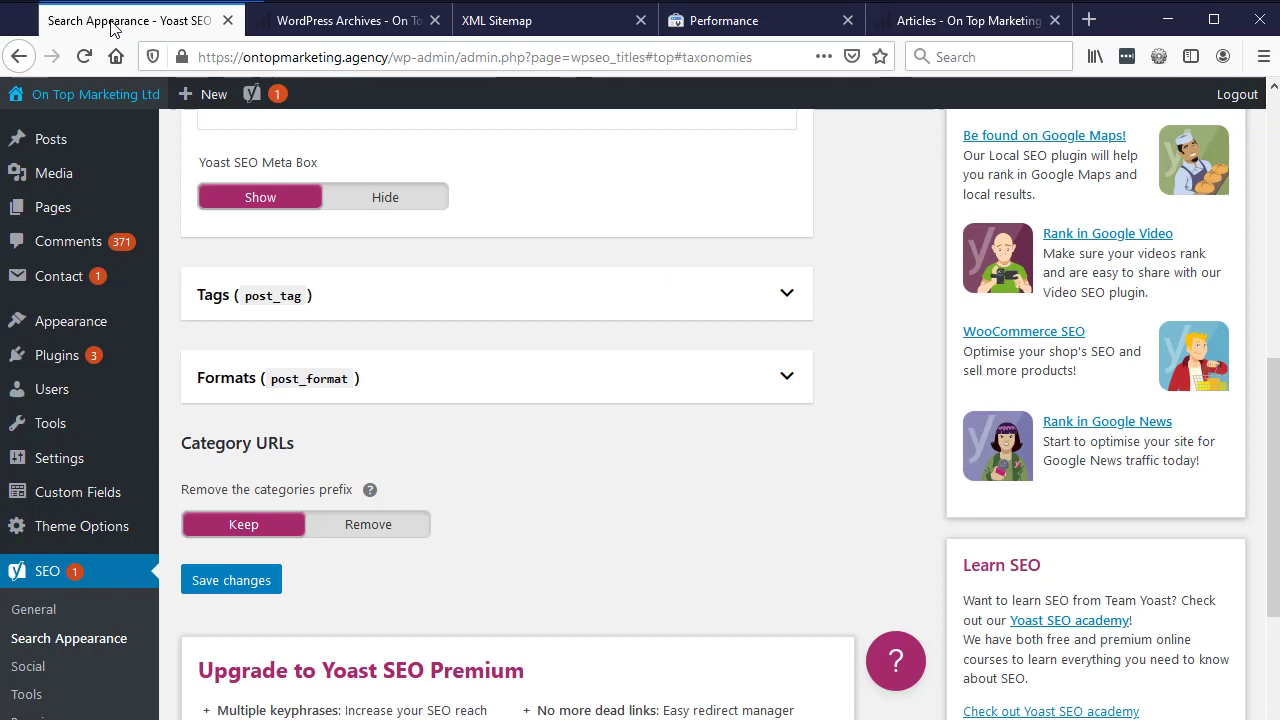 Search Appearance - Yoast SEO
WordPress Archives - On To
XML Sitemap
Performance
Articles - On Top Marketing
https://ontopmarketing.agency/wp-admin/admin.php?page=wpseo_titles#top#taxonomies
Search
On Top Marketing Ltd
New
1
Logout
Posts
Media
Pages
Comments 371
Contact 1
Appearance
Plugins 3
Users
Tools
Settings
Custom Fields
Theme Options
SEO 1
General
Search Appearance
Social
Tools
Yoast SEO Meta Box
Show
Hide
Tags ( post_tag )
Formats ( post_format )
Category URLs
Remove the categories prefix ?
Keep
Remove
Save changes
Upgrade to Yoast SEO Premium
+ Multiple keyphrases: Increase your SEO reach
+ No more dead links: Easy redirect manager
?
Be found on Google Maps!
Our Local SEO plugin will help
you rank in Google Maps and
local results.
Rank in Google Video
Make sure your videos rank
and are easy to share with our
Video SEO plugin.
WooCommerce SEO
Optimise your shop's SEO and
sell more products!
Rank in Google News
Start to optimise your site for
Google News traffic today!
Learn SEO
Want to learn SEO from Team Yoast? Check
out our Yoast SEO academy!
We have both free and premium online
courses to learn everything you need to know
about SEO.
Check out Yoast SEO academy